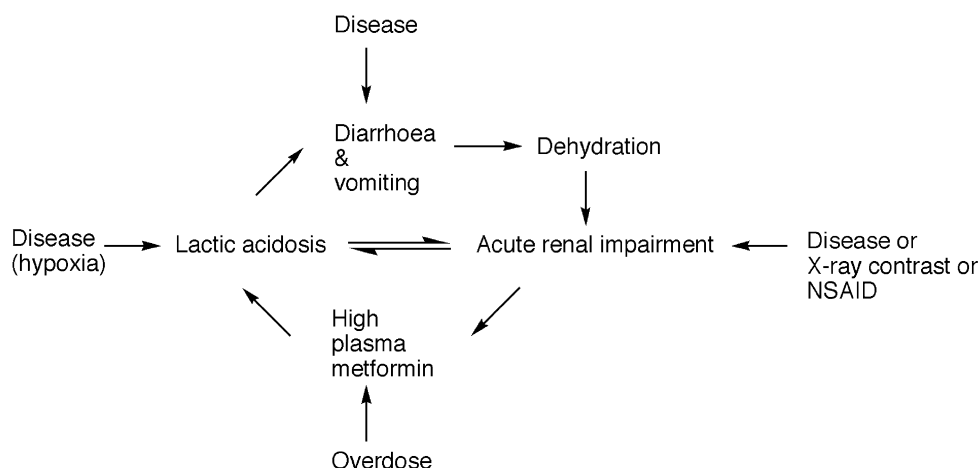 Disease
Diarrhoea
&
vomiting
Dehydration
Disease
(hypoxia)
Lactic acidosis
Acute renal impairment
Disease or
X-ray contrast or
NSAID
High
plasma
metformin
Overdose